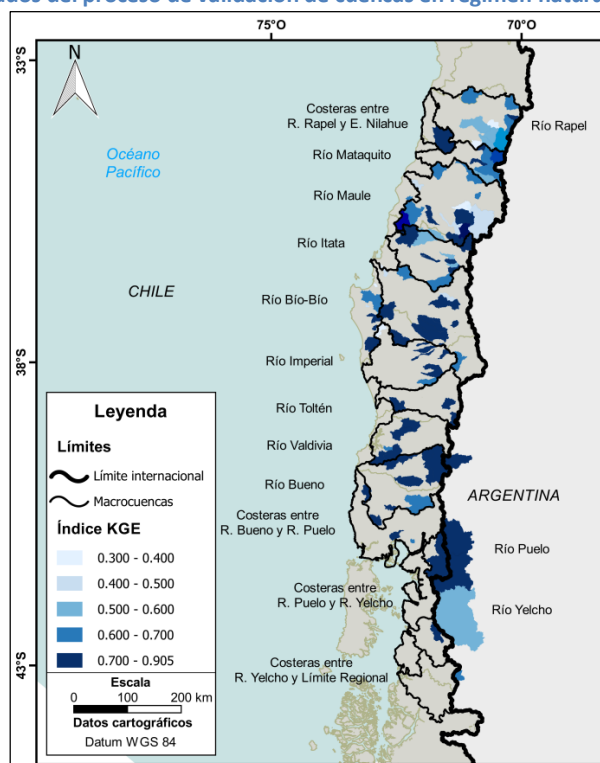 del proceso de validación de cuencas en régimen
75°S
70°S
33°S
N
Costeras entre
R. Rapel y E. Nilahue
Río Rapel
Océano
Pacífico
Río Mataquito
Río Maule
Río Itata
CHILE
Río Bío-Bío
38°S
Río Imperial
Río Toltén
Río Valdivia
Río Bueno
ARGENTINA
Costeras entre
R. Bueno y R. Puelo
Río Puelo
Costeras entre
R. Puelo y R. Yelcho
Río Yelcho
43°S
Costeras entre
R. Yelcho y Límite Regional
Leyenda
Límites
Límite internacional
Macrocuencas
Índice KGE
0.300 - 0.400
0.400 - 0.500
0.500 - 0.600
0.600 - 0.700
0.700 - 0.905
Escala
0 100 200 km
Datos cartográficos
Datum WGS 84